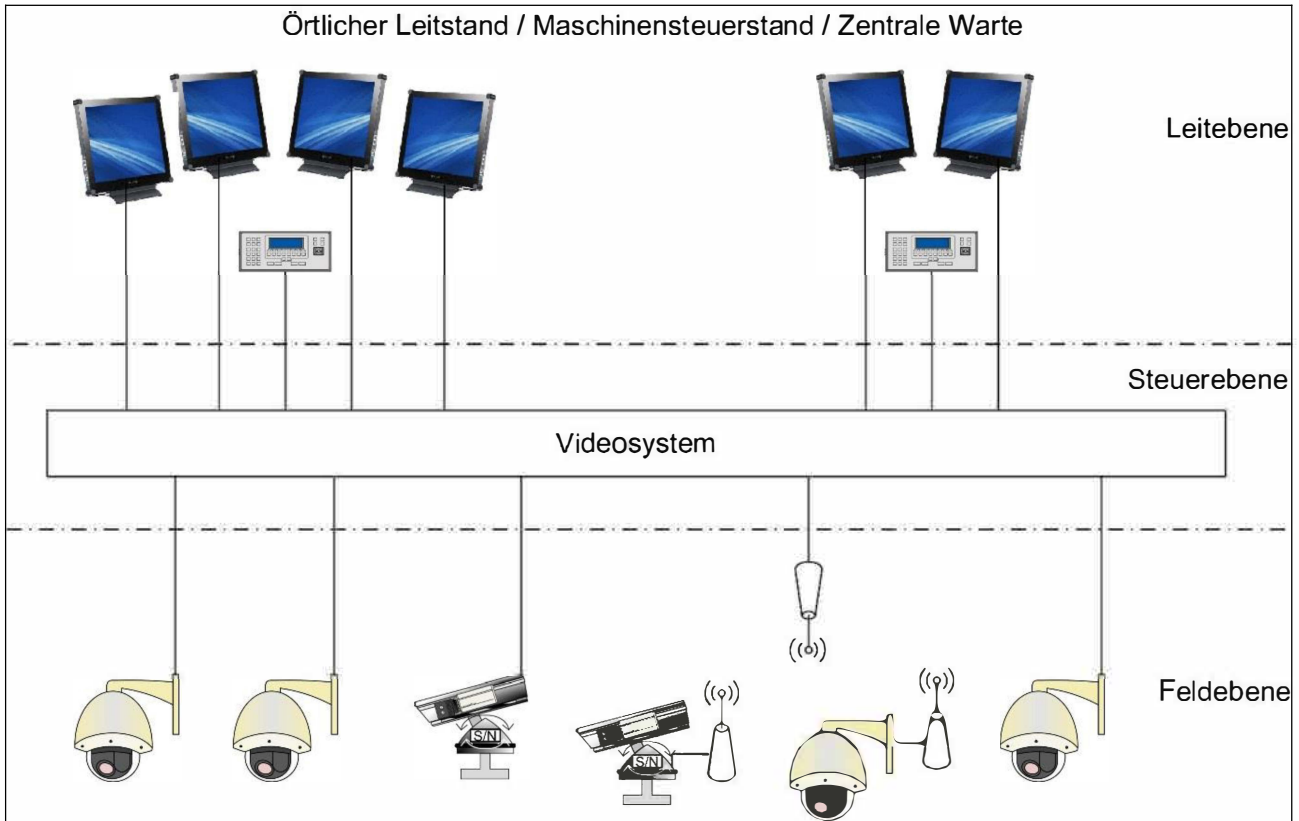 Örtlicher Leitstand / Maschinensteuerstand / Zentrale Warte
Leitebene
Steuerebene
Videosystem
Feldebene
S/N
S/N